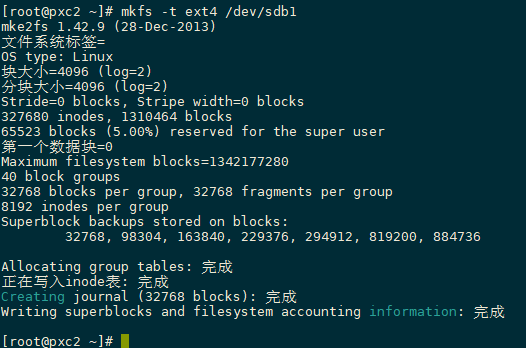 [root@pxc2 ~]# mkfs -t ext4 /dev/sdb1
mke2fs 1.42.9 (28-Dec-2013)
文件系统标签=
OS type: Linux
块大小=4096 (log=2)
分块大小=4096 (log=2)
Stride=0 blocks, Stripe width=0 blocks
327680 inodes, 1310464 blocks
65523 blocks (5.00%) reserved for the super user
第一个数据块=0
Maximum filesystem blocks=1342177280
40 block groups
32768 blocks per group, 32768 fragments per group
8192 inodes per group
Superblock backups stored on blocks:
32768, 98304, 163840, 229376, 294912, 819200, 884736
Allocating group tables: 完成
正在写入inode表: 完成
Creating journal (32768 blocks): 完成
Writing superblocks and filesystem accounting information: 完成
[root@pxc2 ~]#